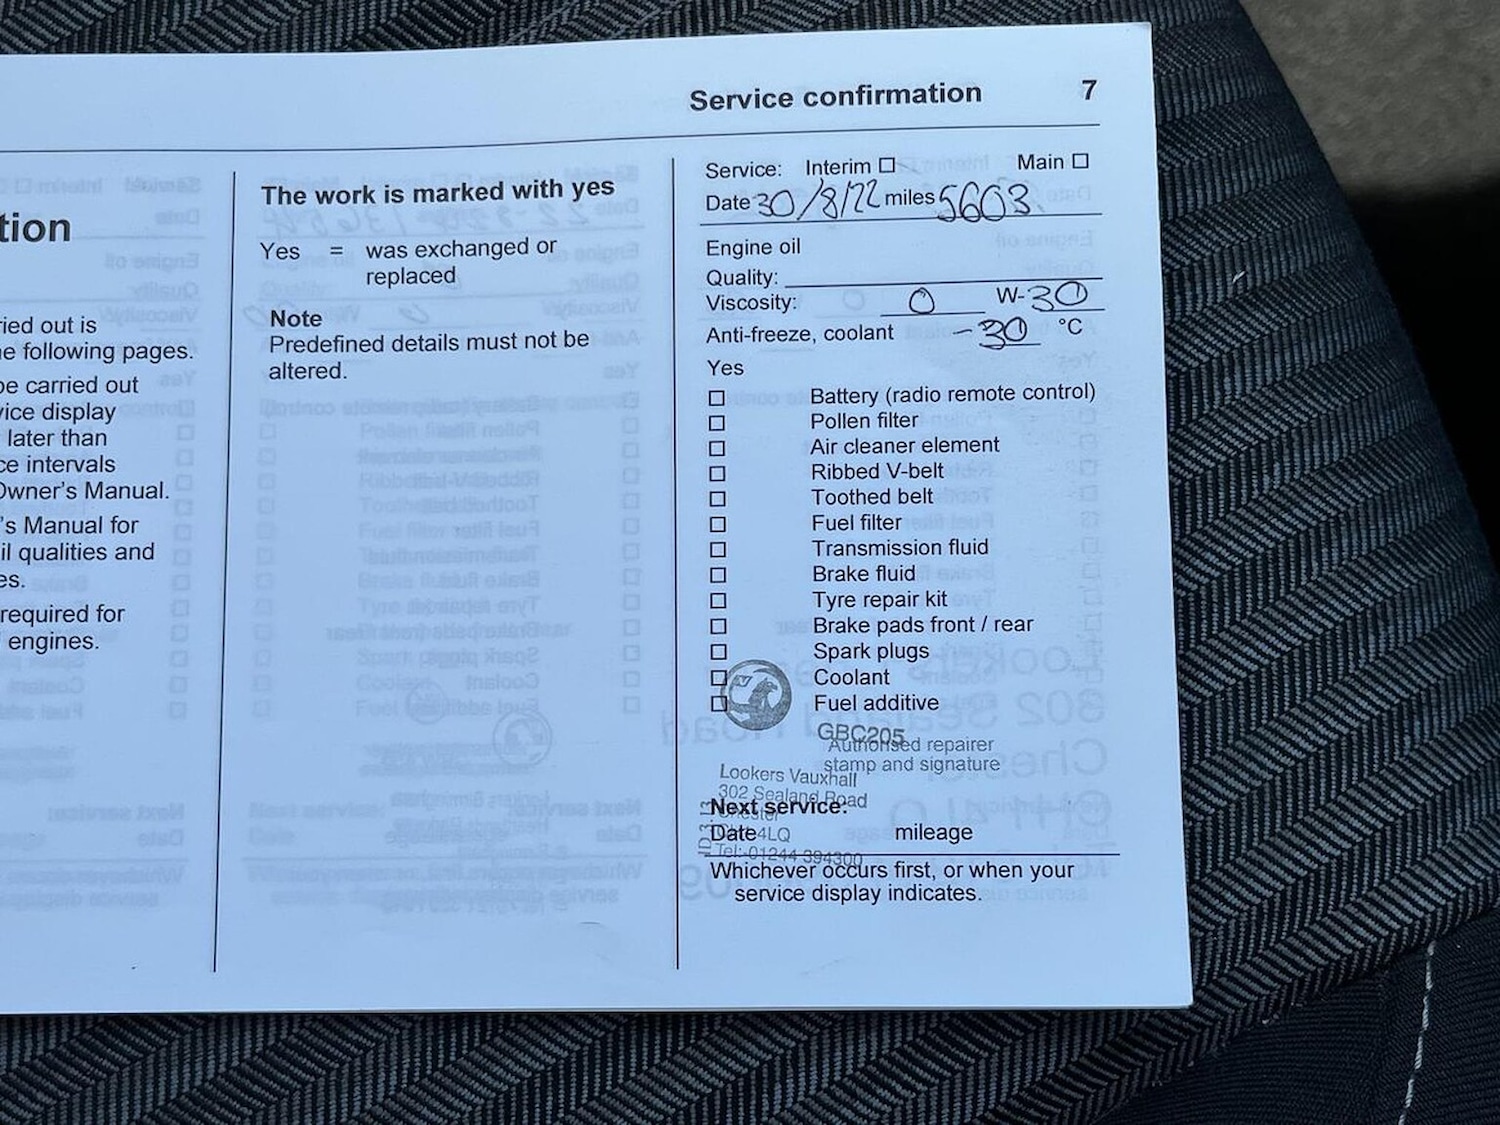 Service confirmation 7
tion
ried out is
e following pages.
be carried out
vice display
later than
ce intervals
Owner's Manual.
's Manual for
il qualities and
es.
required for
engines.
The work is marked with yes
Yes = was exchanged or
replaced
Note
Predefined details must not be
altered.
Service: Interim ☐ Main ☐
Date 30/8/22 miles 5603
Engine oil
Quality:
Viscosity: 0 W-30
Anti-freeze, coolant -30 °C
Yes
☐ Battery (radio remote control)
☐ Pollen filter
☐ Air cleaner element
☐ Ribbed V-belt
☐ Toothed belt
☐ Fuel filter
☐ Transmission fluid
☐ Brake fluid
☐ Tyre repair kit
☐ Brake pads front / rear
☐ Spark plugs
☐ Coolant
☐ Fuel additive
GBC205
Authorised repairer
stamp and signature
Lookers Vauxhall
302 Sealand Road
Chester
CH1 4LQ
Tel: 01244 394300
Next service:
Date mileage
Whichever occurs first, or when your
service display indicates.